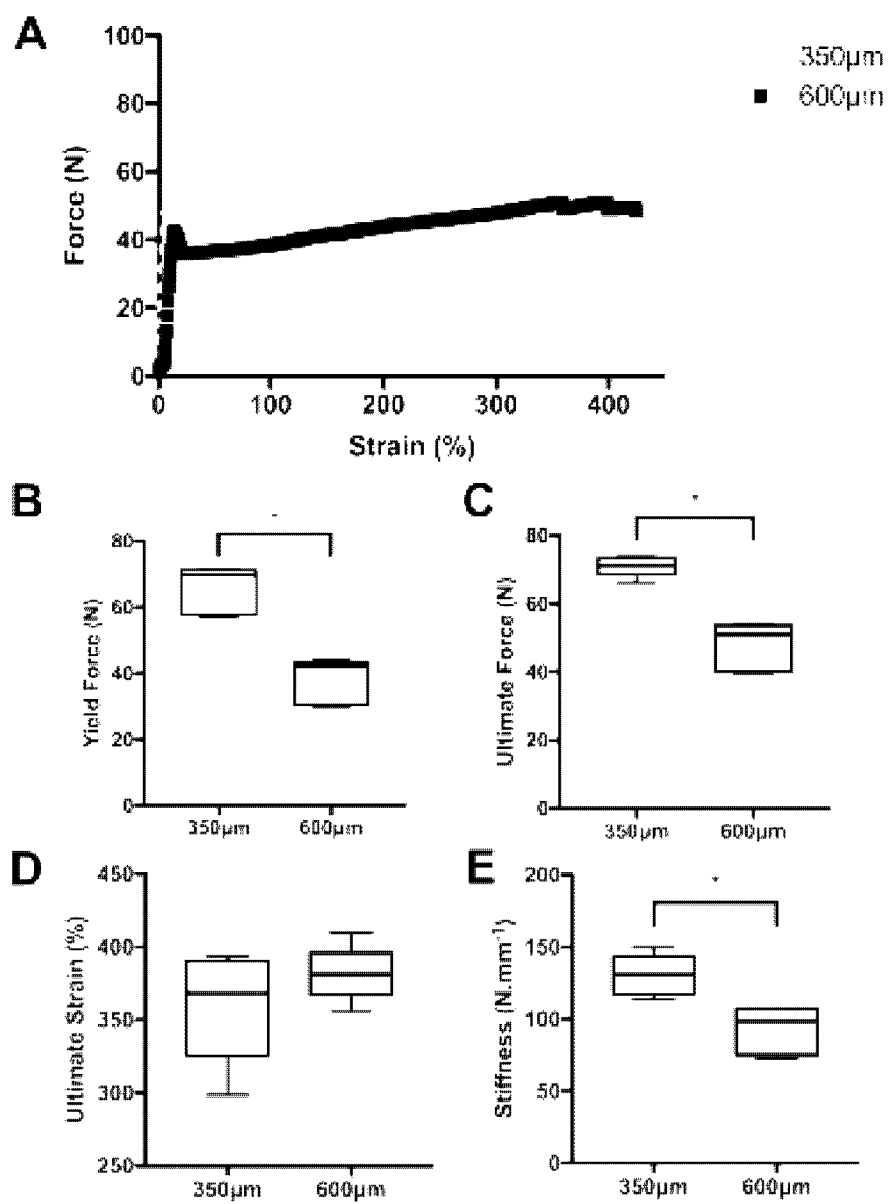 A
350µm
600µm
100
80
60
40
20
0
Force (N)
0 100 200 300 400
Strain (%)
B
80
60
40
20
0
Yield Force (N)
350µm 600µm
C
*
80
60
40
20
0
Ultimate Force (N)
350µm 600µm
D
450
400
350
300
250
Ultimate Strain (%)
350µm 600µm
E
*
200
150
100
50
0
Stiffness (N.mm⁻¹)
350µm 600µm